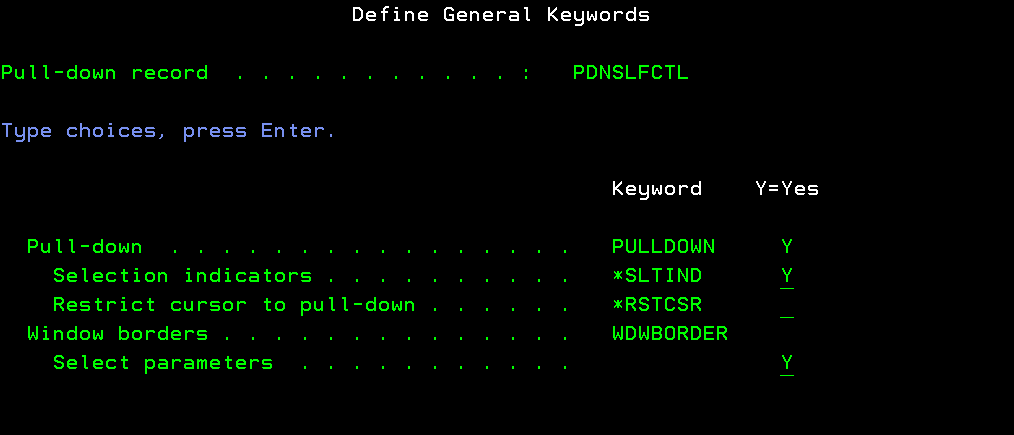 Define General Keywords
Pull-down record . . . . . . . . . . . : PDNSLFCTL
Type choices, press Enter.
Keyword Y=Yes
Pull-down . . . . . . . . . . . . . . . . PULLDOWN Y
Selection indicators . . . . . . . . . . *SLTIND Y
Restrict cursor to pull-down . . . . . . *RSTCSR _
Window borders . . . . . . . . . . . . . . WDWBORDER
Select parameters . . . . . . . . . . . Y